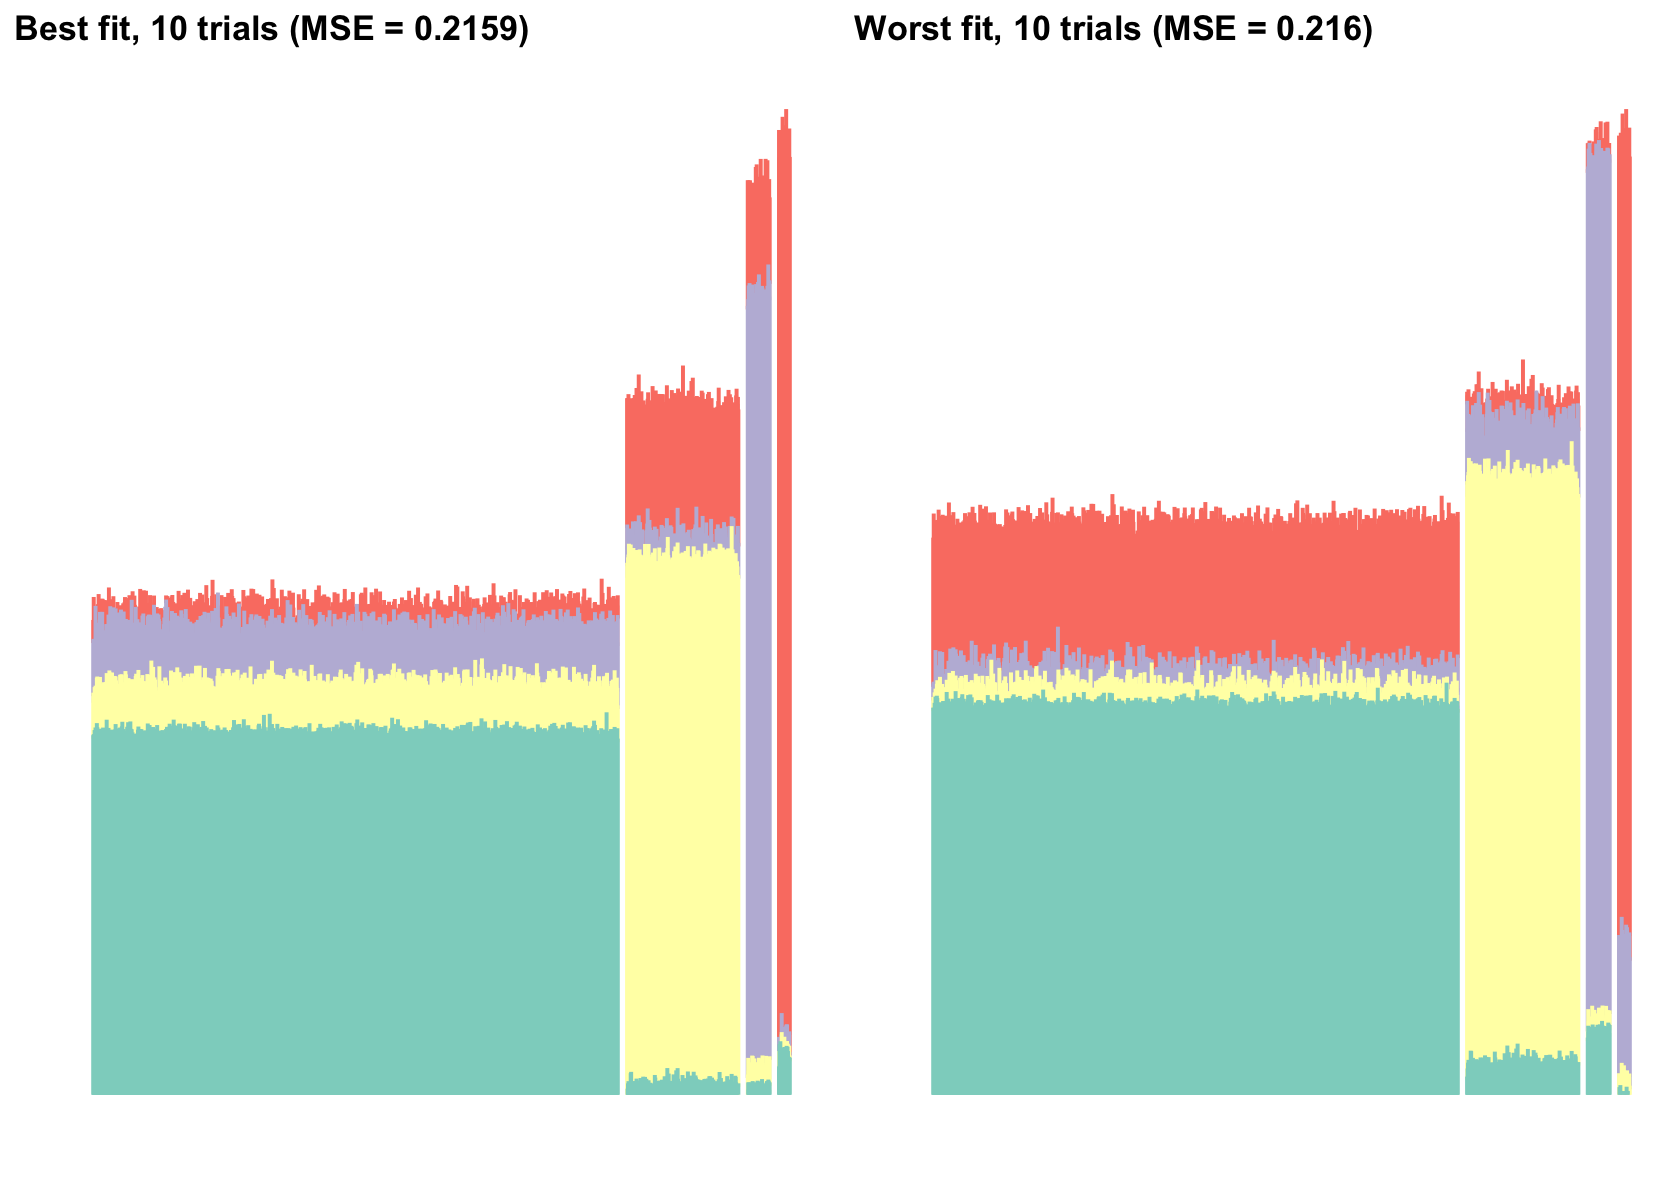 Best fit, 10 trials (MSE = 0.2159)
Worst fit, 10 trials (MSE = 0.216)